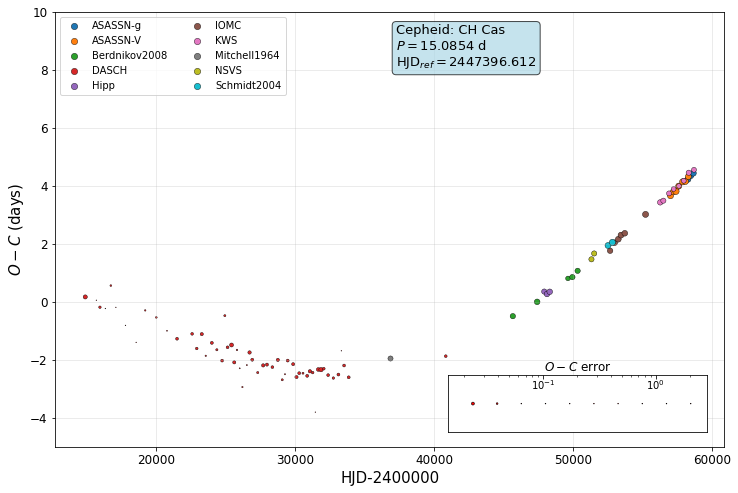 ASASSN-g
ASASSN-V
Berdnikov2008
DASCH
Hipp
IOMC
KWS
Mitchell1964
NSVS
Schmidt2004
Cepheid: CH Cas
P = 15.0854 d
HJD_ref = 2447396.612
10
8
6
4
2
0
−2
−4
O − C (days)
O − C error
10⁻¹ 10⁰
20000 30000 40000 50000 60000
HJD-2400000